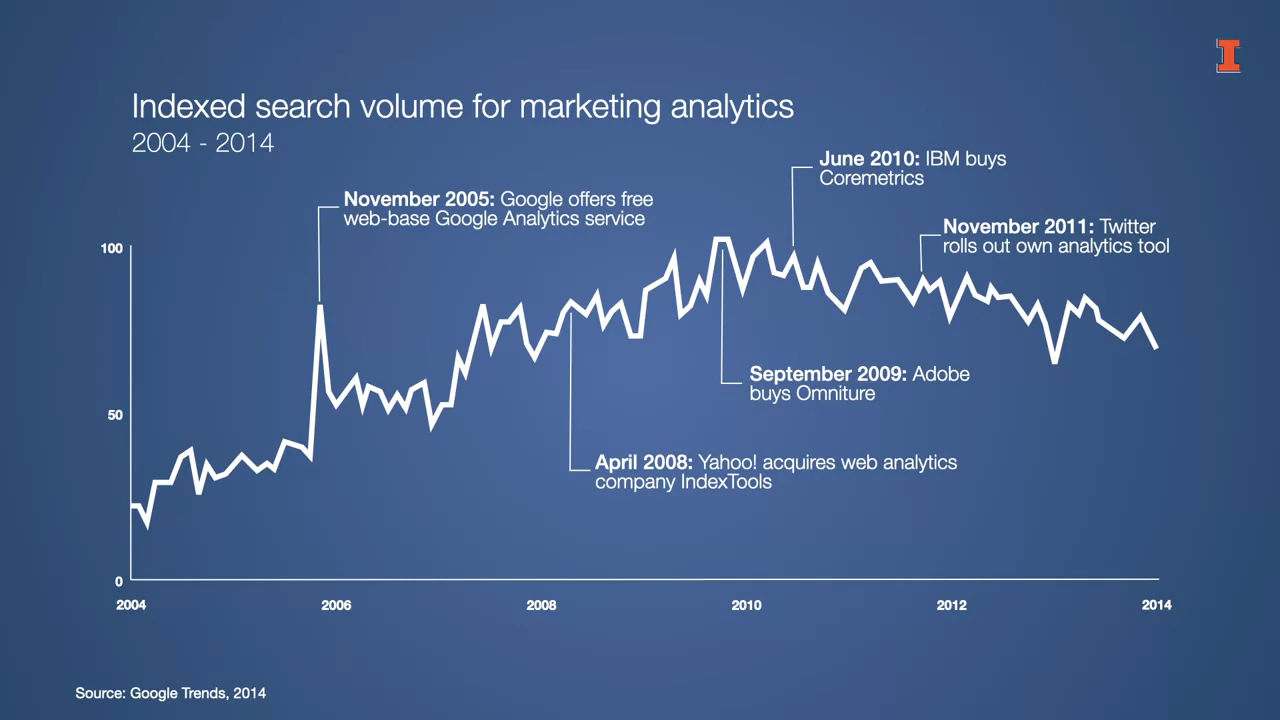 I
Indexed search volume for marketing analytics
2004 - 2014
June 2010: IBM buys
Coremetrics
November 2005: Google offers free
web-base Google Analytics service
November 2011: Twitter
rolls out own analytics tool
100
September 2009: Adobe
buys Omniture
50
April 2008: Yahoo! acquires web analytics
company IndexTools
0
2004 2006 2008 2010 2012 2014
Source: Google Trends, 2014